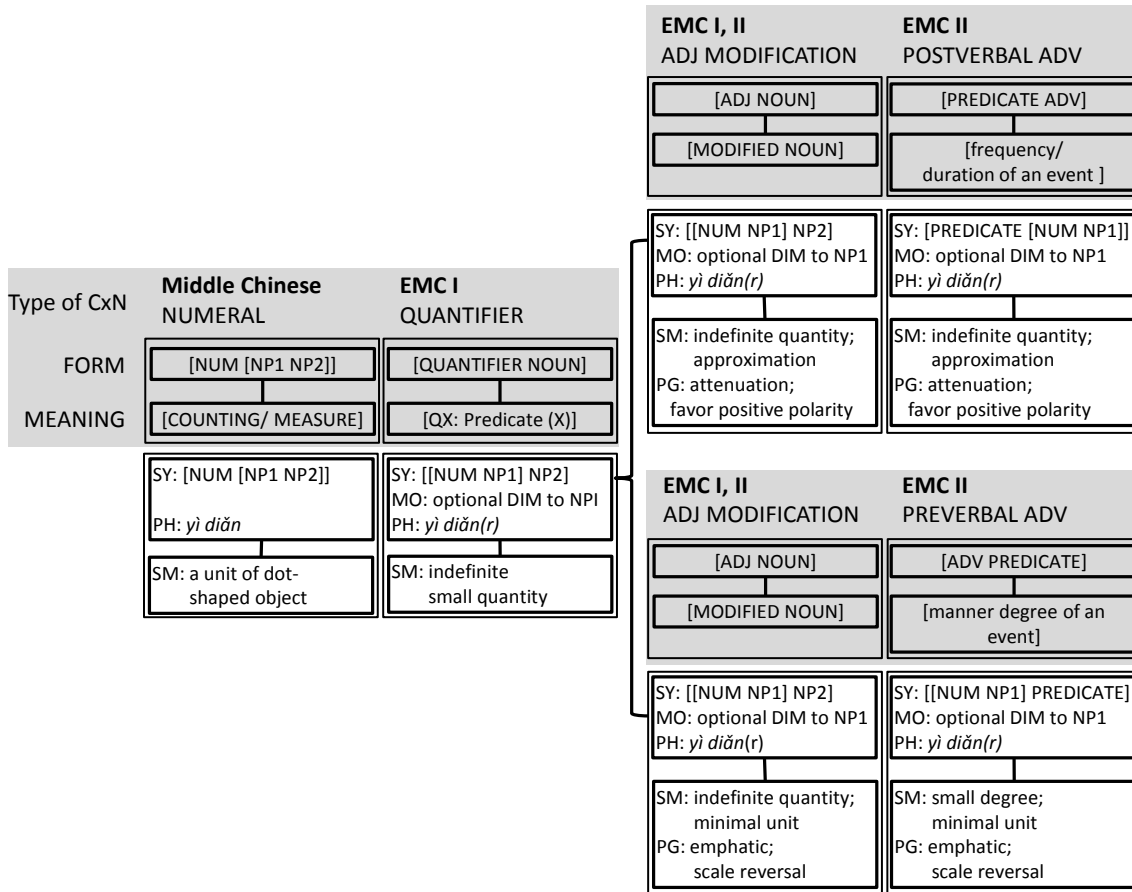 EMC I, II
ADJ MODIFICATION
[ADJ NOUN]
[MODIFIED NOUN]
SY: [[NUM NP1] NP2]
MO: optional DIM to NP1
PH: yì diǎn(r)
SM: indefinite quantity;
approximation
PG: attenuation;
favor positive polarity
EMC II
POSTVERBAL ADV
[PREDICATE ADV]
[frequency/
duration of an event ]
SY: [PREDICATE [NUM NP1]]
MO: optional DIM to NP1
PH: yì diǎn(r)
SM: indefinite quantity;
approximation
PG: attenuation;
favor positive polarity
Type of CxN
FORM
MEANING
Middle Chinese
NUMERAL
[NUM [NP1 NP2]]
[COUNTING/ MEASURE]
SY: [NUM [NP1 NP2]]
PH: yì diǎn
SM: a unit of dot-
shaped object
EMC I
QUANTIFIER
[QUANTIFIER NOUN]
[QX: Predicate (X)]
SY: [[NUM NP1] NP2]
MO: optional DIM to NPI
PH: yì diǎn(r)
SM: indefinite
small quantity
EMC I, II
ADJ MODIFICATION
[ADJ NOUN]
[MODIFIED NOUN]
SY: [[NUM NP1] NP2]
MO: optional DIM to NP1
PH: yì diǎn(r)
SM: indefinite quantity;
minimal unit
PG: emphatic;
scale reversal
EMC II
PREVERBAL ADV
[ADV PREDICATE]
[manner degree of an
event]
SY: [[NUM NP1] PREDICATE]
MO: optional DIM to NP1
PH: yì diǎn(r)
SM: small degree;
minimal unit
PG: emphatic;
scale reversal